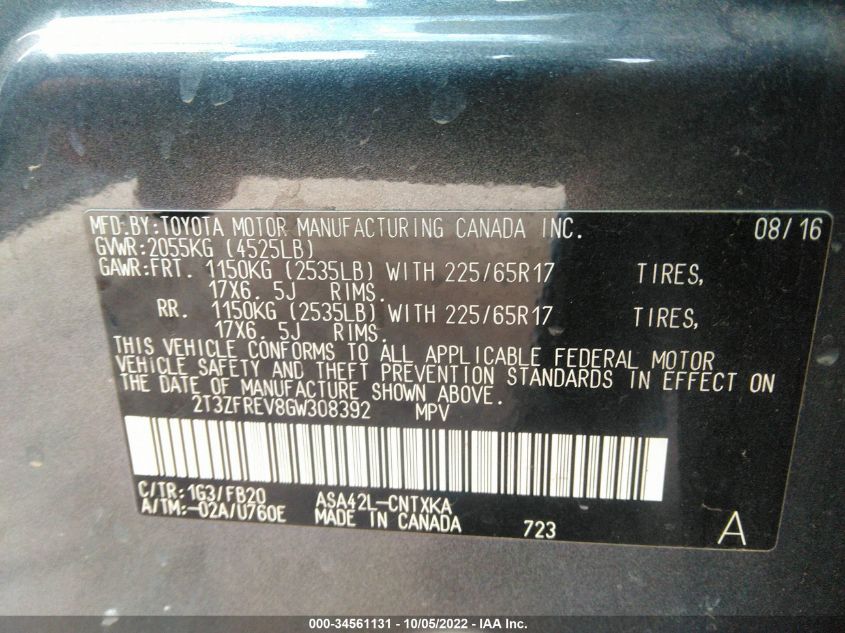 MFD.BY:TOYOTA MOTOR MANUFACTURING CANADA INC. 08/16
GVWR:2055KG (4525LB)
GAWR:FRT. 1150KG (2535LB) WITH 225/65R17 TIRES,
17X6. 5J RIMS.
RR. 1150KG (2535LB) WITH 225/65R17 TIRES,
17X6. 5J RIMS.
THIS VEHICLE CONFORMS TO ALL APPLICABLE FEDERAL MOTOR
VEHICLE SAFETY AND THEFT PREVENTION STANDARDS IN EFFECT ON
THE DATE OF MANUFACTURE SHOWN ABOVE.
2T3ZFREV8GW308392 MPV
C/TR:1G3/FB20 ASA42L-CNTXKA
A/TM:-02A/U760E MADE IN CANADA 723 A
000-34561131 - 10/05/2022 - IAA Inc.